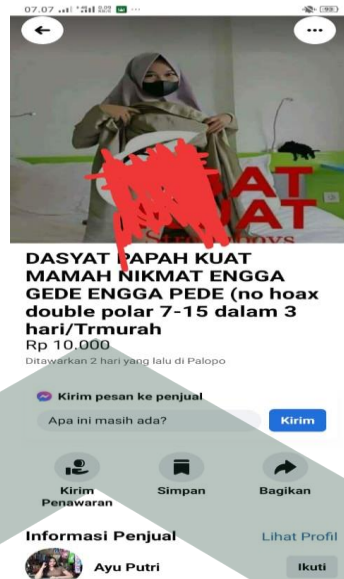 07.07
AT
AT
DASYAT PAPAH KUAT
MAMAH NIKMAT ENGGA
GEDE ENGGA PEDE (no hoax
double polar 7-15 dalam 3
hari/Trmurah
Rp 10.000
Ditawarkan 2 hari yang lalu di Palopo
Kirim pesan ke penjual
Apa ini masih ada?
Kirim
Kirim
Penawaran
Simpan
Bagikan
Informasi Penjual
Lihat Profil
Ayu Putri
Ikuti